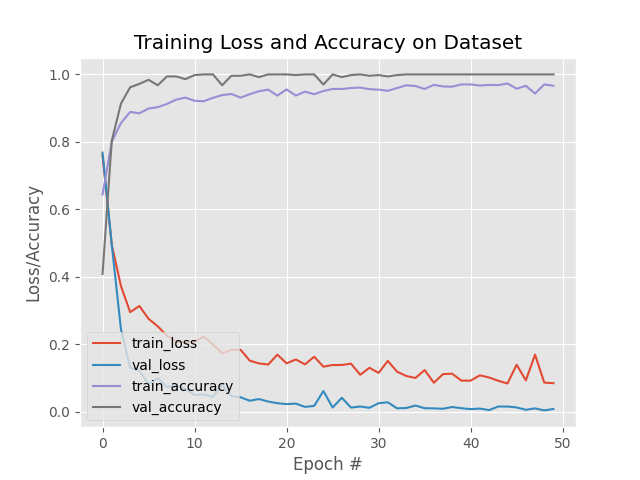 Training Loss and Accuracy on Dataset
1.0
0.8
0.6
0.4
0.2
0.0
Loss/Accuracy
train_loss
val_loss
train_accuracy
val_accuracy
0 10 20 30 40 50
Epoch #